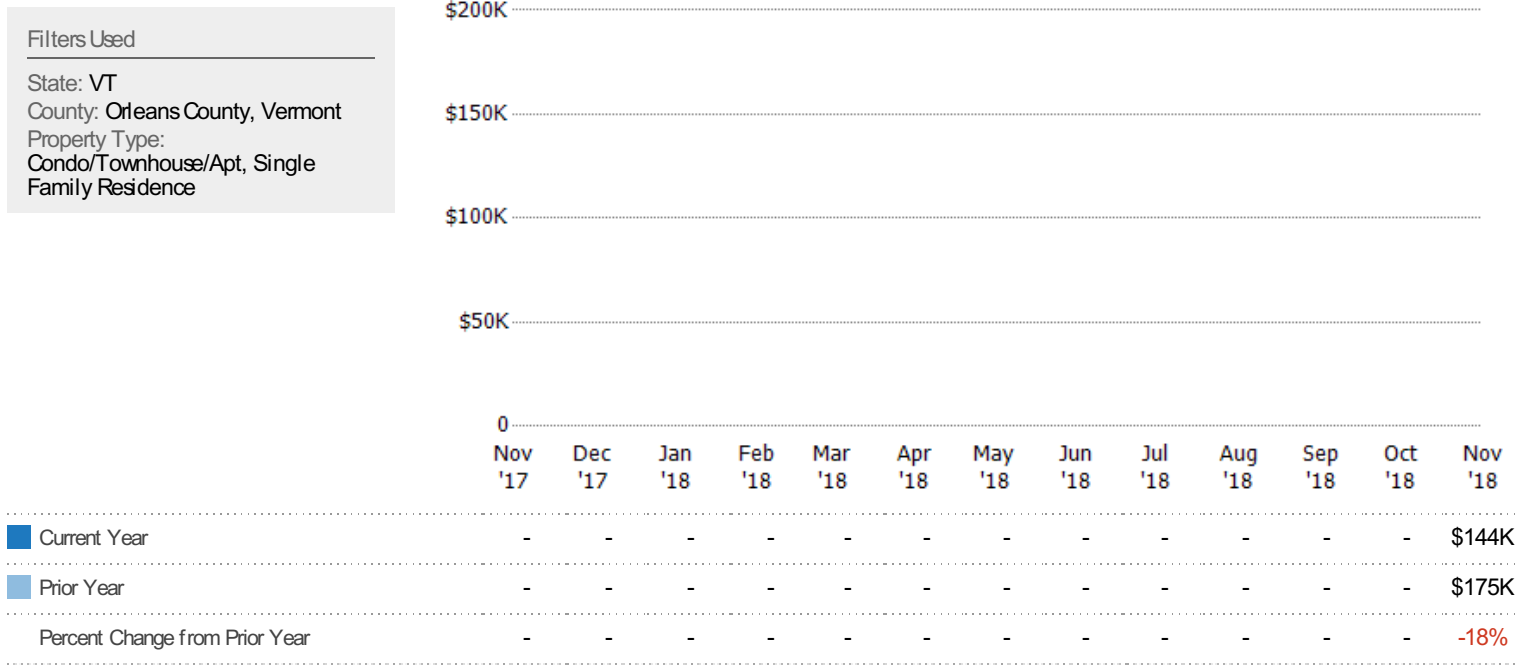 Filters Used
State: VT
County: Orleans County, Vermont
Property Type:
Condo/Townhouse/Apt, Single
Family Residence
$200K
$150K
$100K
$50K
0
Nov Dec Jan Feb Mar Apr May Jun Jul Aug Sep Oct Nov
'17 '17 '18 '18 '18 '18 '18 '18 '18 '18 '18 '18 '18
Current Year - - - - - - - - - - - - $144K
Prior Year - - - - - - - - - - - - $175K
Percent Change from Prior Year - - - - - - - - - - - - -18%